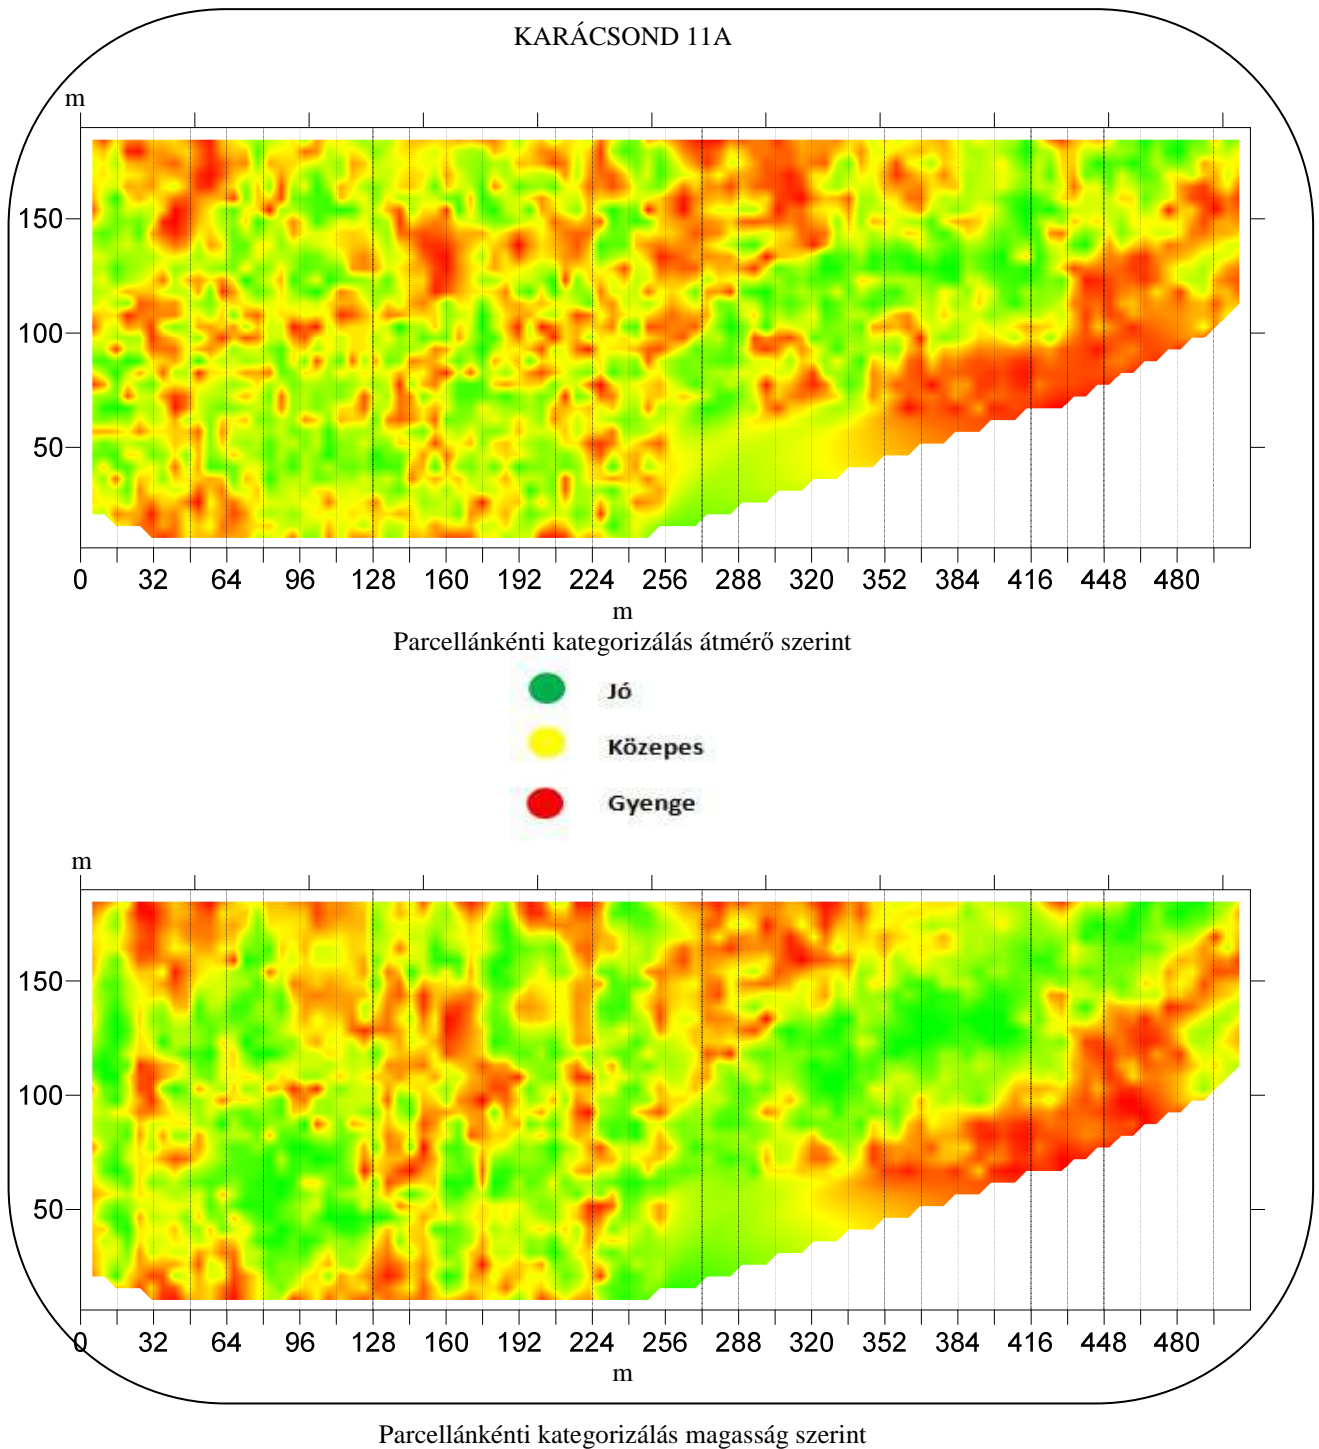 KARÁCSOND 11A
m
150
100
50
0 32 64 96 128 160 192 224 256 288 320 352 384 416 448 480
m
Parcellánkénti kategorizálás átmérő szerint
Jó
Közepes
Gyenge
m
150
100
50
0 32 64 96 128 160 192 224 256 288 320 352 384 416 448 480
m
Parcellánkénti kategorizálás magasság szerint